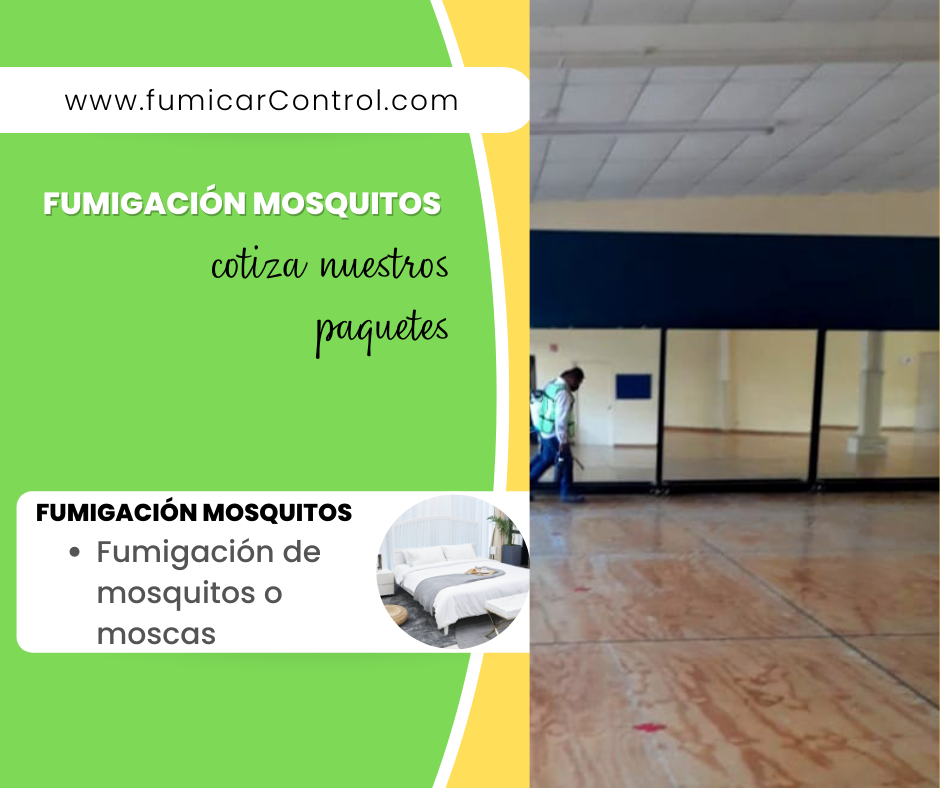 www.fumicarControl.com
FUMIGACIÓN MOSQUITOS
cotiza nuestros
paquetes
FUMIGACIÓN MOSQUITOS
• Fumigación de
mosquitos o
moscas